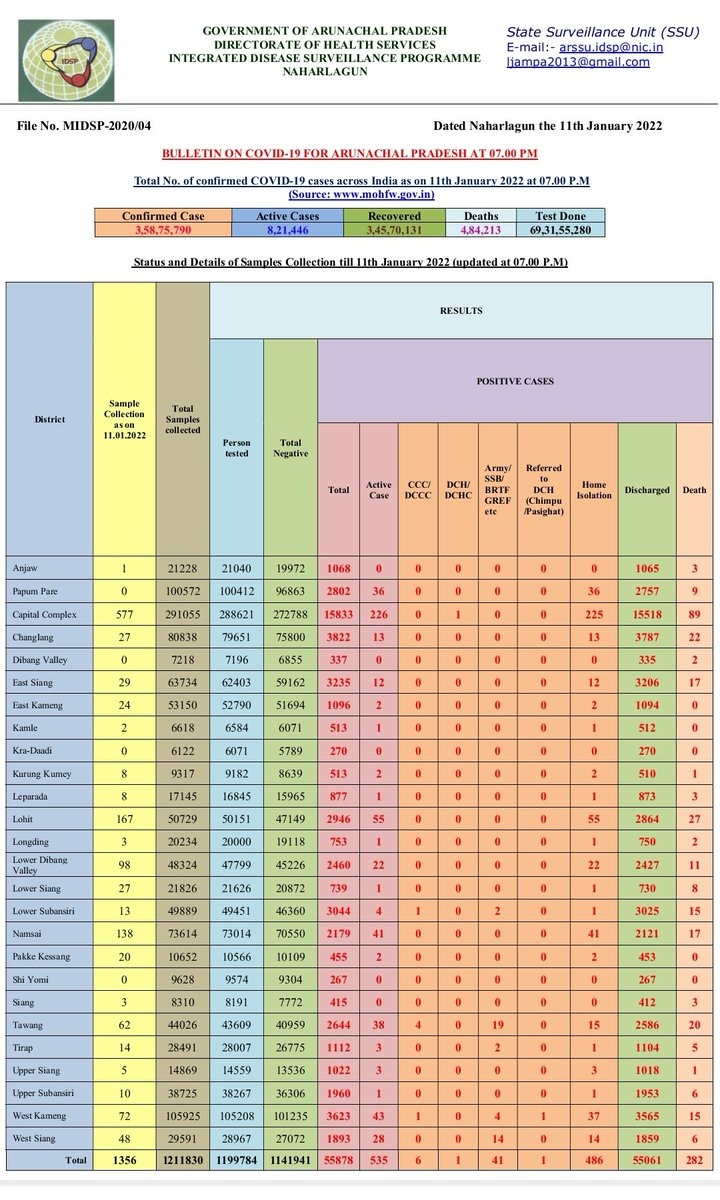 IDSP
GOVERNMENT OF ARUNACHAL PRADESH
DIRECTORATE OF HEALTH SERVICES
INTEGRATED DISEASE SURVEILLANCE PROGRAMME
NAHARLAGUN
State Surveillance Unit (SSU)
E-mail:- arssu.idsp@nic.in
ljampa2013@gmail.com
File No. MIDSP-2020/04 Dated Naharlagun the 11th January 2022
BULLETIN ON COVID-19 FOR ARUNACHAL PRADESH AT 07.00 PM
Total No. of confirmed COVID-19 cases across India as on 11th January 2022 at 07.00 P.M
(Source: www.mohfw.gov.in)
Confirmed Case Active Cases Recovered Deaths Test Done
3,58,75,790 8,21,446 3,45,70,131 4,84,213 69,31,55,280
Status and Details of Samples Collection till 11th January 2022 (updated at 07.00 P.M)
RESULTS
POSITIVE CASES
District
Sample
Collection
as on
11.01.2022
Total
Samples
collected
Person
tested
Total
Negative
Total
Active
Case
CCC/
DCCC
DCH/
DCHC
Army/
SSB/
BRTF
GREF
etc
Referred
to
DCH
(Chimpu
/Pasighat)
Home
Isolation
Discharged
Death
Anjaw 1 21228 21040 19972 1068 0 0 0 0 0 0 1065 3
Papum Pare 0 100572 100412 96863 2802 36 0 0 0 0 36 2757 9
Capital Complex 577 291055 288621 272788 15833 226 0 1 0 0 225 15518 89
Changlang 27 80838 79651 75800 3822 13 0 0 0 0 13 3787 22
Dibang Valley 0 7218 7196 6855 337 0 0 0 0 0 0 335 2
East Siang 29 63734 62403 59162 3235 12 0 0 0 0 12 3206 17
East Kameng 24 53150 52790 51694 1096 2 0 0 0 0 2 1094 0
Kamle 2 6618 6584 6071 513 1 0 0 0 0 1 512 0
Kra-Daadi 0 6122 6071 5789 270 0 0 0 0 0 0 270 0
Kurung Kumey 8 9317 9182 8639 513 2 0 0 0 0 2 510 1
Leparada 8 17145 16845 15965 877 1 0 0 0 0 1 873 3
Lohit 167 50729 50151 47149 2946 55 0 0 0 0 55 2864 27
Longding 3 20234 20000 19118 753 1 0 0 0 0 1 750 2
Lower Dibang
Valley 98 48324 47799 45226 2460 22 0 0 0 0 22 2427 11
Lower Siang 27 21826 21626 20872 739 1 0 0 0 0 1 730 8
Lower Subansiri 13 49889 49451 46360 3044 4 1 0 2 0 1 3025 15
Namsai 138 73614 73014 70550 2179 41 0 0 0 0 41 2121 17
Pakke Kessang 20 10652 10566 10109 455 2 0 0 0 0 2 453 0
Shi Yomi 0 9628 9574 9304 267 0 0 0 0 0 0 267 0
Siang 3 8310 8191 7772 415 0 0 0 0 0 0 412 3
Tawang 62 44026 43609 40959 2644 38 4 0 19 0 15 2586 20
Tirap 14 28491 28007 26775 1112 3 0 0 2 0 1 1104 5
Upper Siang 5 14869 14559 13536 1022 3 0 0 0 0 3 1018 1
Upper Subansiri 10 38725 38267 36306 1960 1 0 0 0 0 1 1953 6
West Kameng 72 105925 105208 101235 3623 43 1 0 4 1 37 3565 15
West Siang 48 29591 28967 27072 1893 28 0 0 14 0 14 1859 6
Total 1356 1211830 1199784 1141941 55878 535 6 1 41 1 486 55061 282